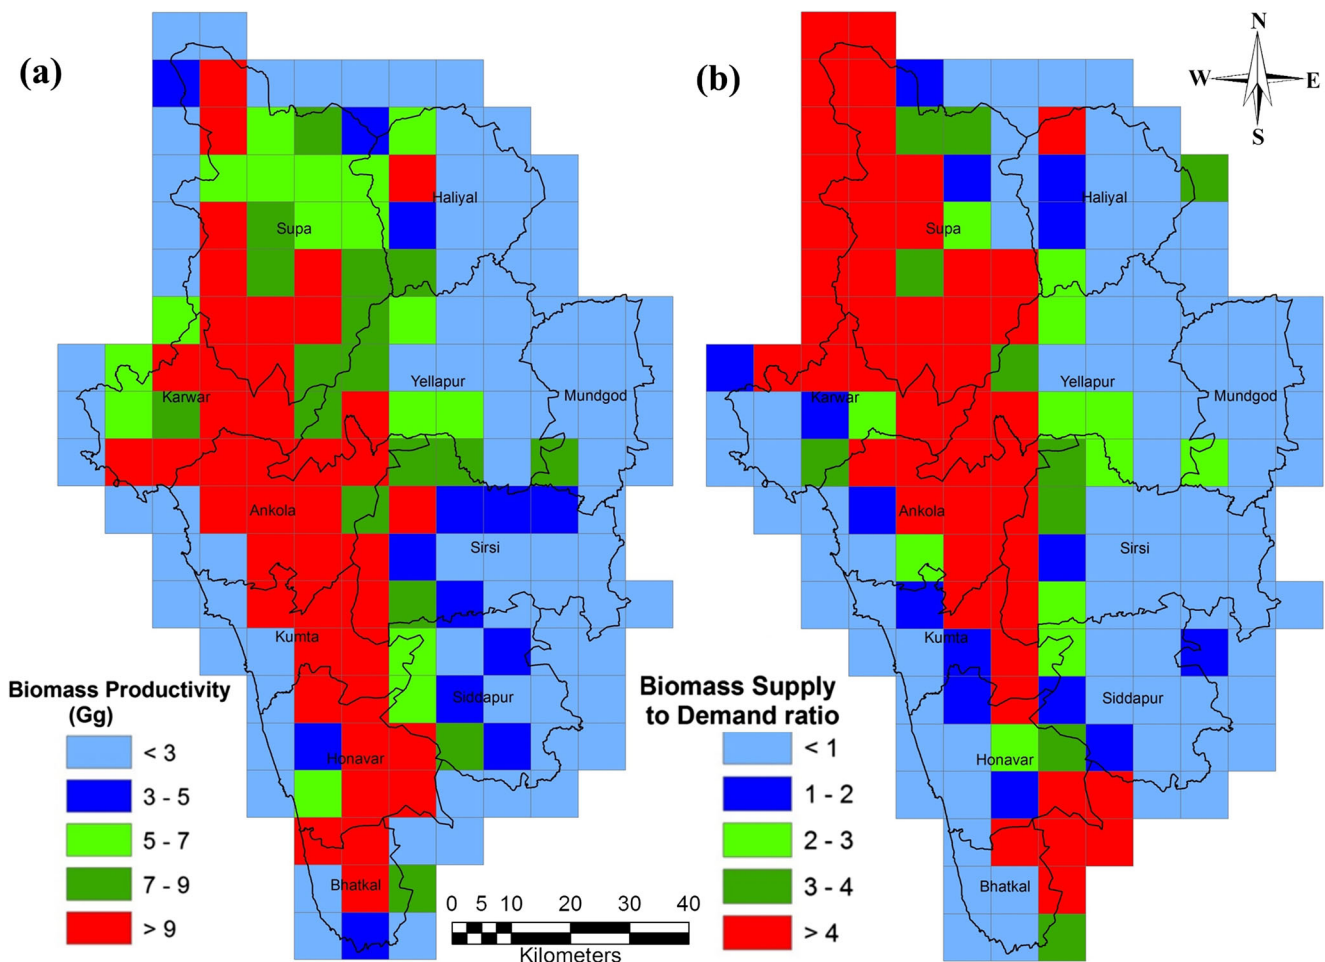 (a)
Haliyal
Supa
Yellapur
Karwar
Mundgod
Ankola
Sirsi
Kumta
Siddapur
Honavar
Bhatkal
Biomass Productivity
(Gg)
< 3
3 - 5
5 - 7
7 - 9
> 9
0 5 10 20 30 40
Kilometers
(b)
N
W E
S
Haliyal
Supa
Yellapur
Karwar
Mundgod
Ankola
Sirsi
Kumta
Siddapur
Honavar
Bhatkal
Biomass Supply
to Demand ratio
< 1
1 - 2
2 - 3
3 - 4
> 4